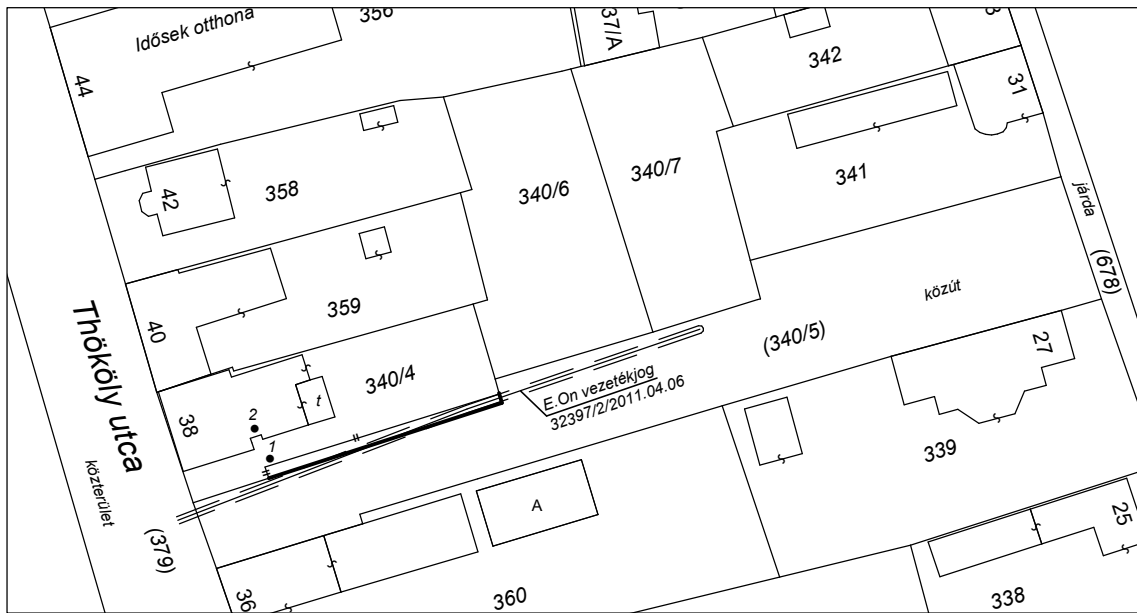 Idősek otthona
356
37/A
342
31
44
42
358
340/6
340/7
341
járda
(678)
Thököly utca
40
359
közút
(340/5)
27
340/4
t
E.On vezetékjog
32397/2/2011.04.06
38
2
1
339
közterület
(379)
A
25
36
360
338